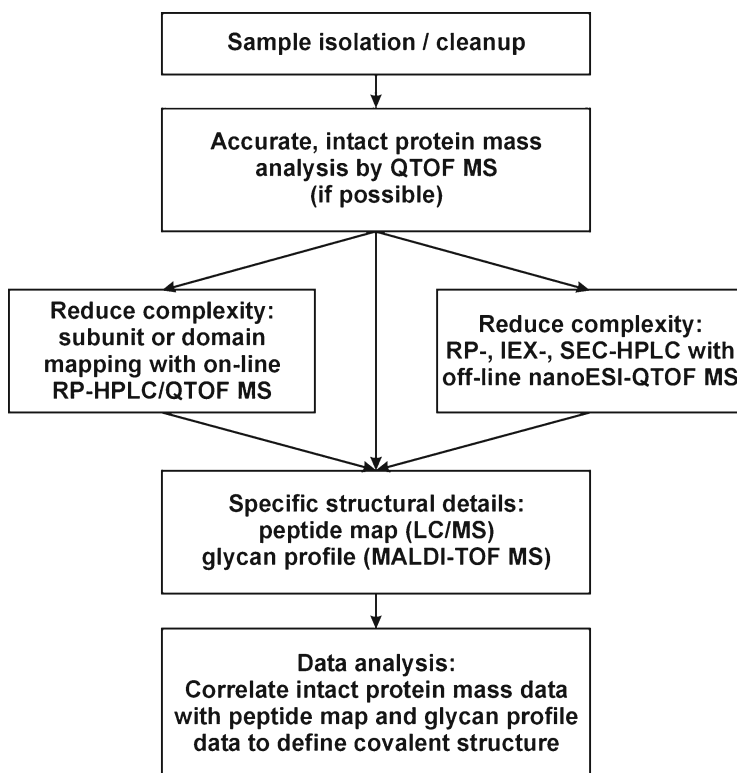 Sample isolation / cleanup
Accurate, intact protein mass
analysis by QTOF MS
(if possible)
Reduce complexity:
subunit or domain
mapping with on-line
RP-HPLC/QTOF MS
Reduce complexity:
RP-, IEX-, SEC-HPLC with
off-line nanoESI-QTOF MS
Specific structural details:
peptide map (LC/MS)
glycan profile (MALDI-TOF MS)
Data analysis:
Correlate intact protein mass data
with peptide map and glycan profile
data to define covalent structure